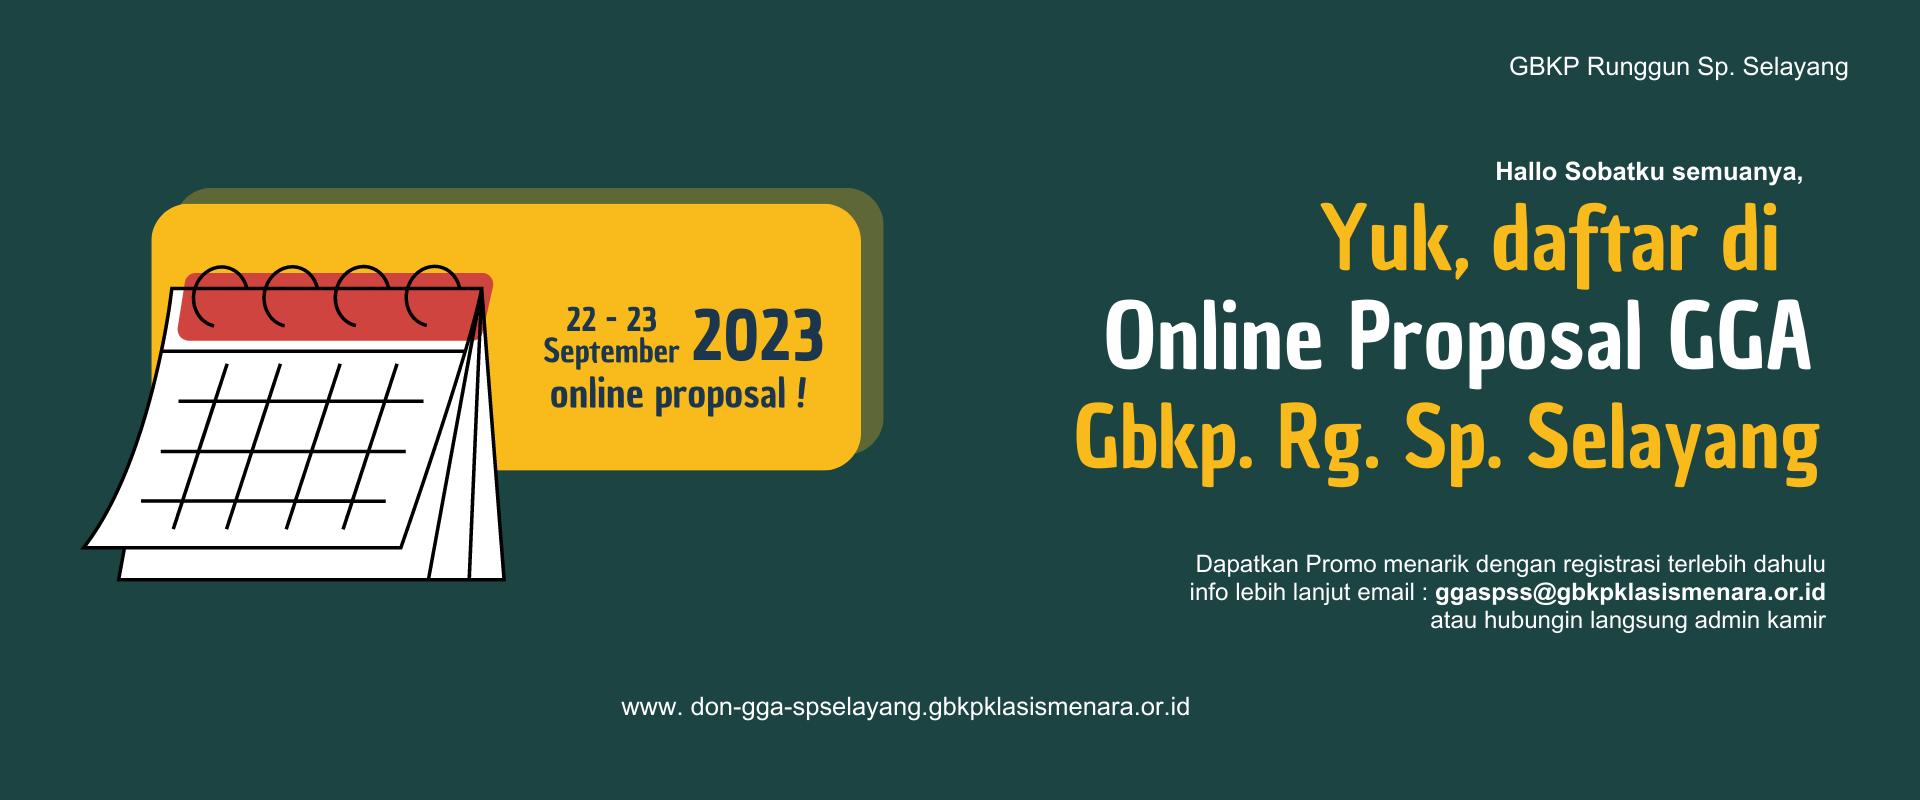 GBKP Runggun Sp. Selayang
Hallo Sobatku semuanya,
Yuk, daftar di
Online Proposal GGA
Gbkp. Rg. Sp. Selayang
22 - 23
September 2023
online proposal !
Dapatkan Promo menarik dengan registrasi terlebih dahulu
info lebih lanjut email : ggaspss@gbkpklasismenara.or.id
atau hubungin langsung admin kamir
www. don-gga-spselayang.gbkpklasismenara.or.id